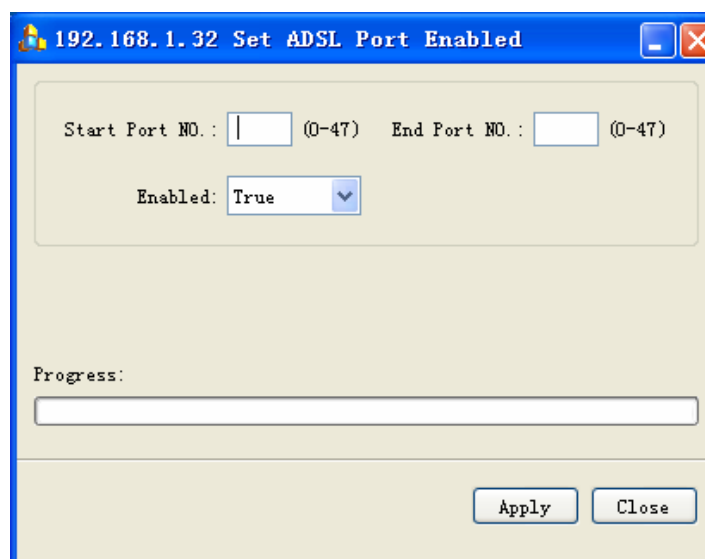 192.168.1.32 Set ADSL Port Enabled
Start Port NO.: (0-47) End Port NO.: (0-47)
Enabled: True
Progress:
Apply Close